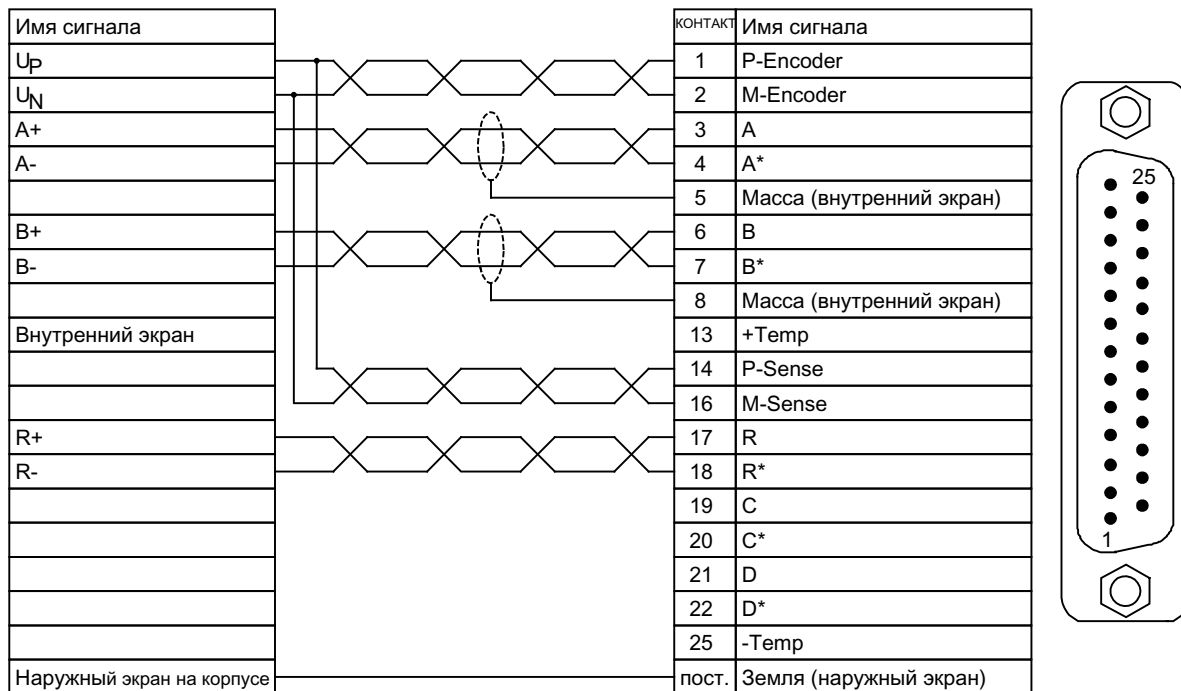 Имя сигнала КОНТАКТ Имя сигнала
UP 1 P-Encoder
UN 2 M-Encoder
A+ 3 A
A- 4 A*
5 Масса (внутренний экран)
B+ 6 B
B- 7 B*
8 Масса (внутренний экран)
Внутренний экран 13 +Temp
14 P-Sense
16 M-Sense
R+ 17 R
R- 18 R*
19 C
20 C*
21 D
22 D*
25 -Temp
Наружный экран на корпусе пост. Земля (наружный экран)
25
1